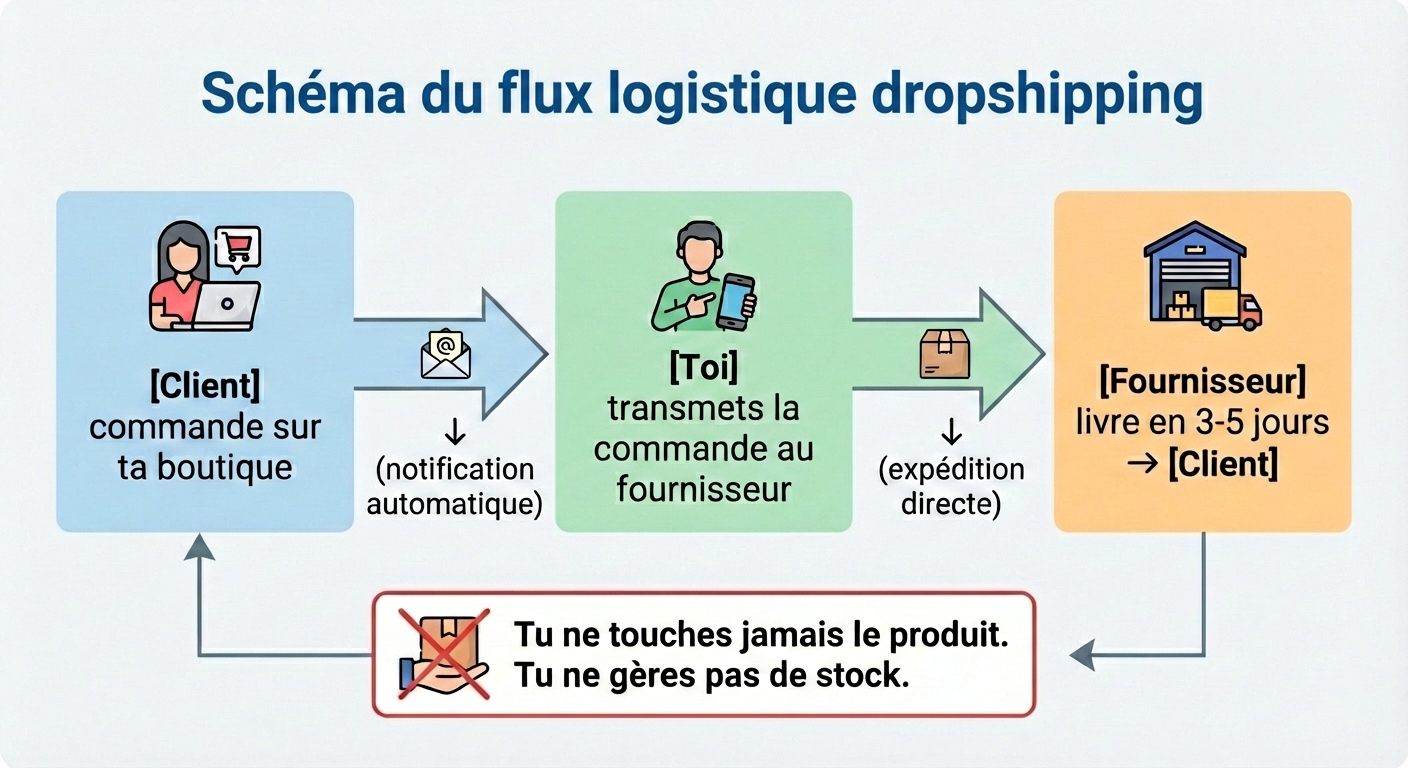 Schéma du flux logistique dropshipping
[Client]
commande sur
ta boutique
@
↓
(notification
automatique)
[Toi]
transmets la
commande au
fournisseur
↓
(expédition
directe)
[Fournisseur]
livre en 3-5 jours
→ [Client]
Tu ne touches jamais le produit.
Tu ne gères pas de stock.